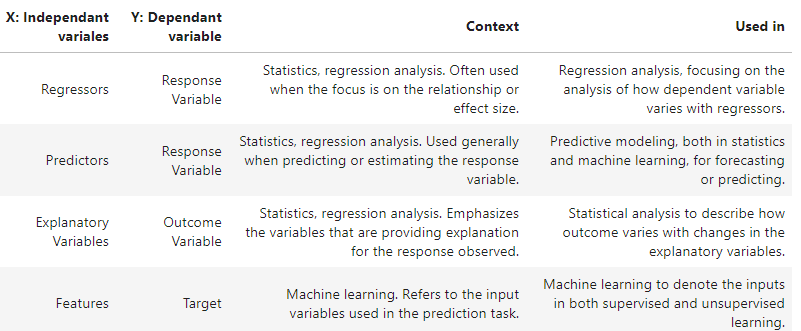 X: Independant Y: Dependant
variales variable Context Used in
Regressors Response Variable Statistics, regression analysis. Often used Regression analysis, focusing on the
when the focus is on the relationship or analysis of how dependent variable
effect size. varies with regressors.
Predictors Response Variable Statistics, regression analysis. Used generally Predictive modeling, both in statistics
when predicting or estimating the response and machine learning, for forecasting
variable. or predicting.
Explanatory Variables Outcome Variable Statistics, regression analysis. Emphasizes Statistical analysis to describe how
the variables that are providing explanation outcome varies with changes in the
for the response observed. explanatory variables.
Features Target Machine learning. Refers to the input Machine learning to denote the inputs
variables used in the prediction task. in both supervised and unsupervised
learning.